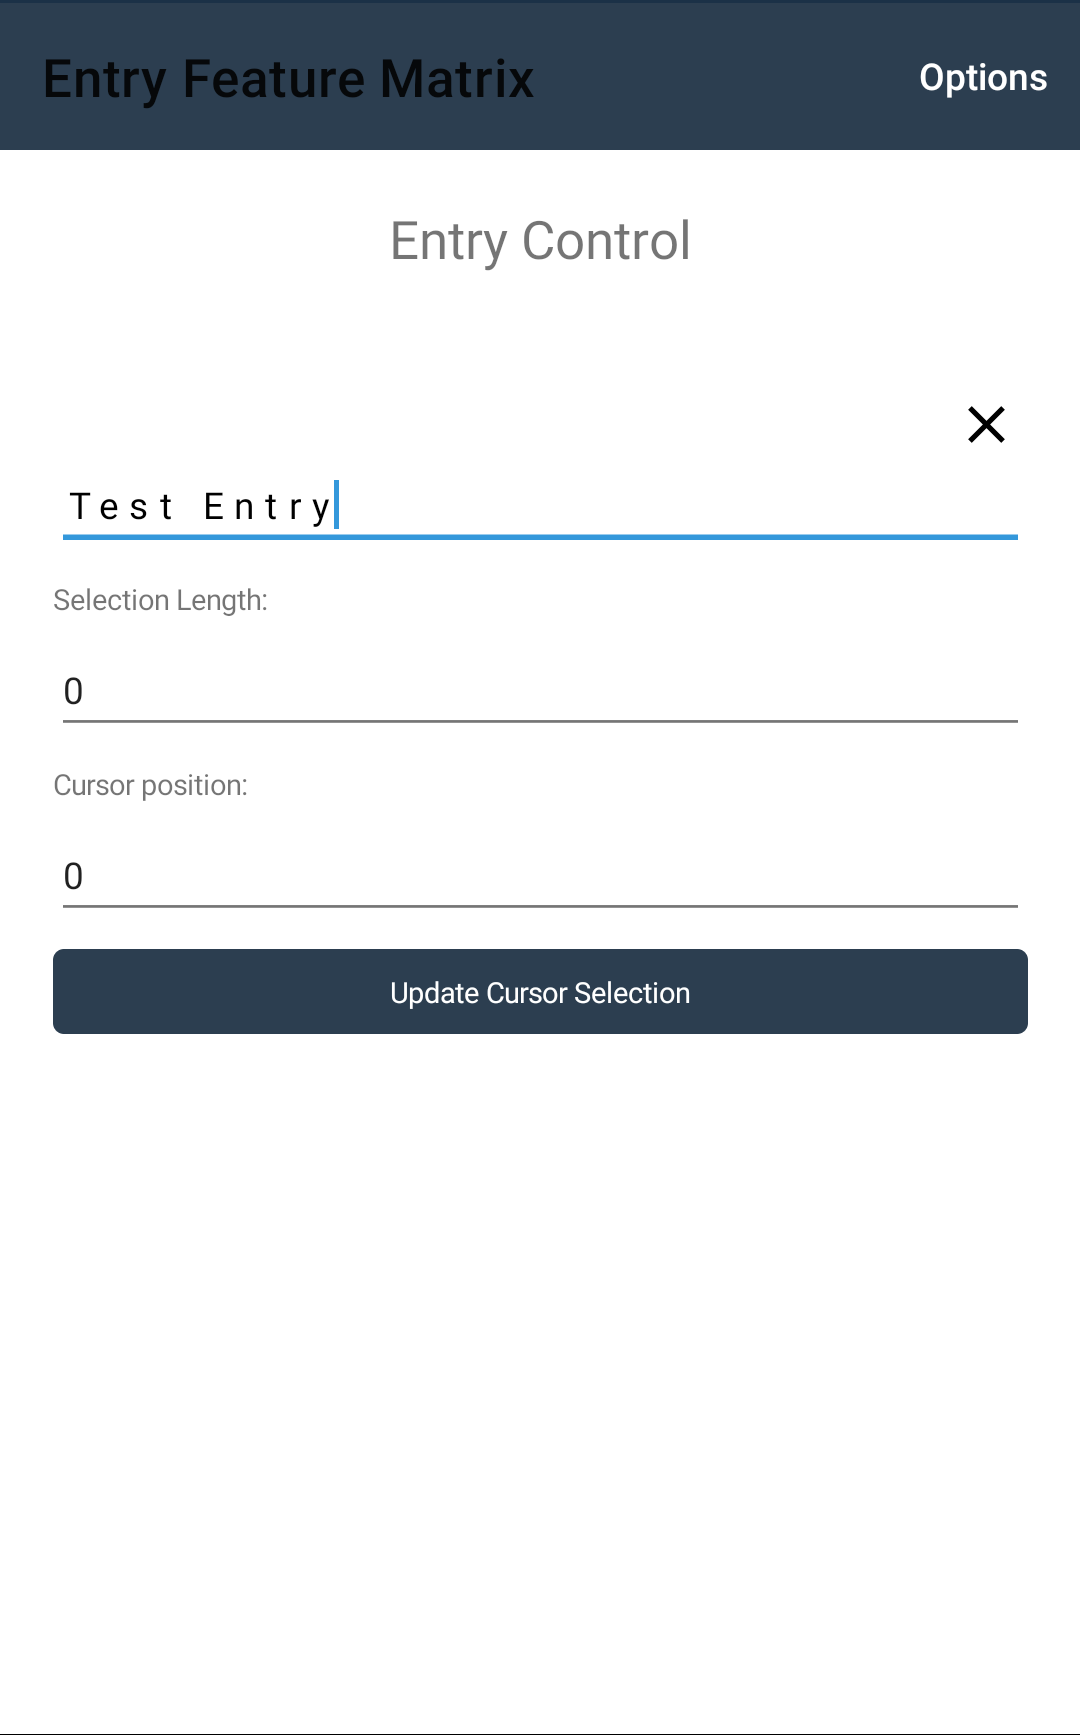 Entry Feature Matrix
Options
Entry Control
Test Entry
Selection Length:
0
Cursor position:
0
Update Cursor Selection